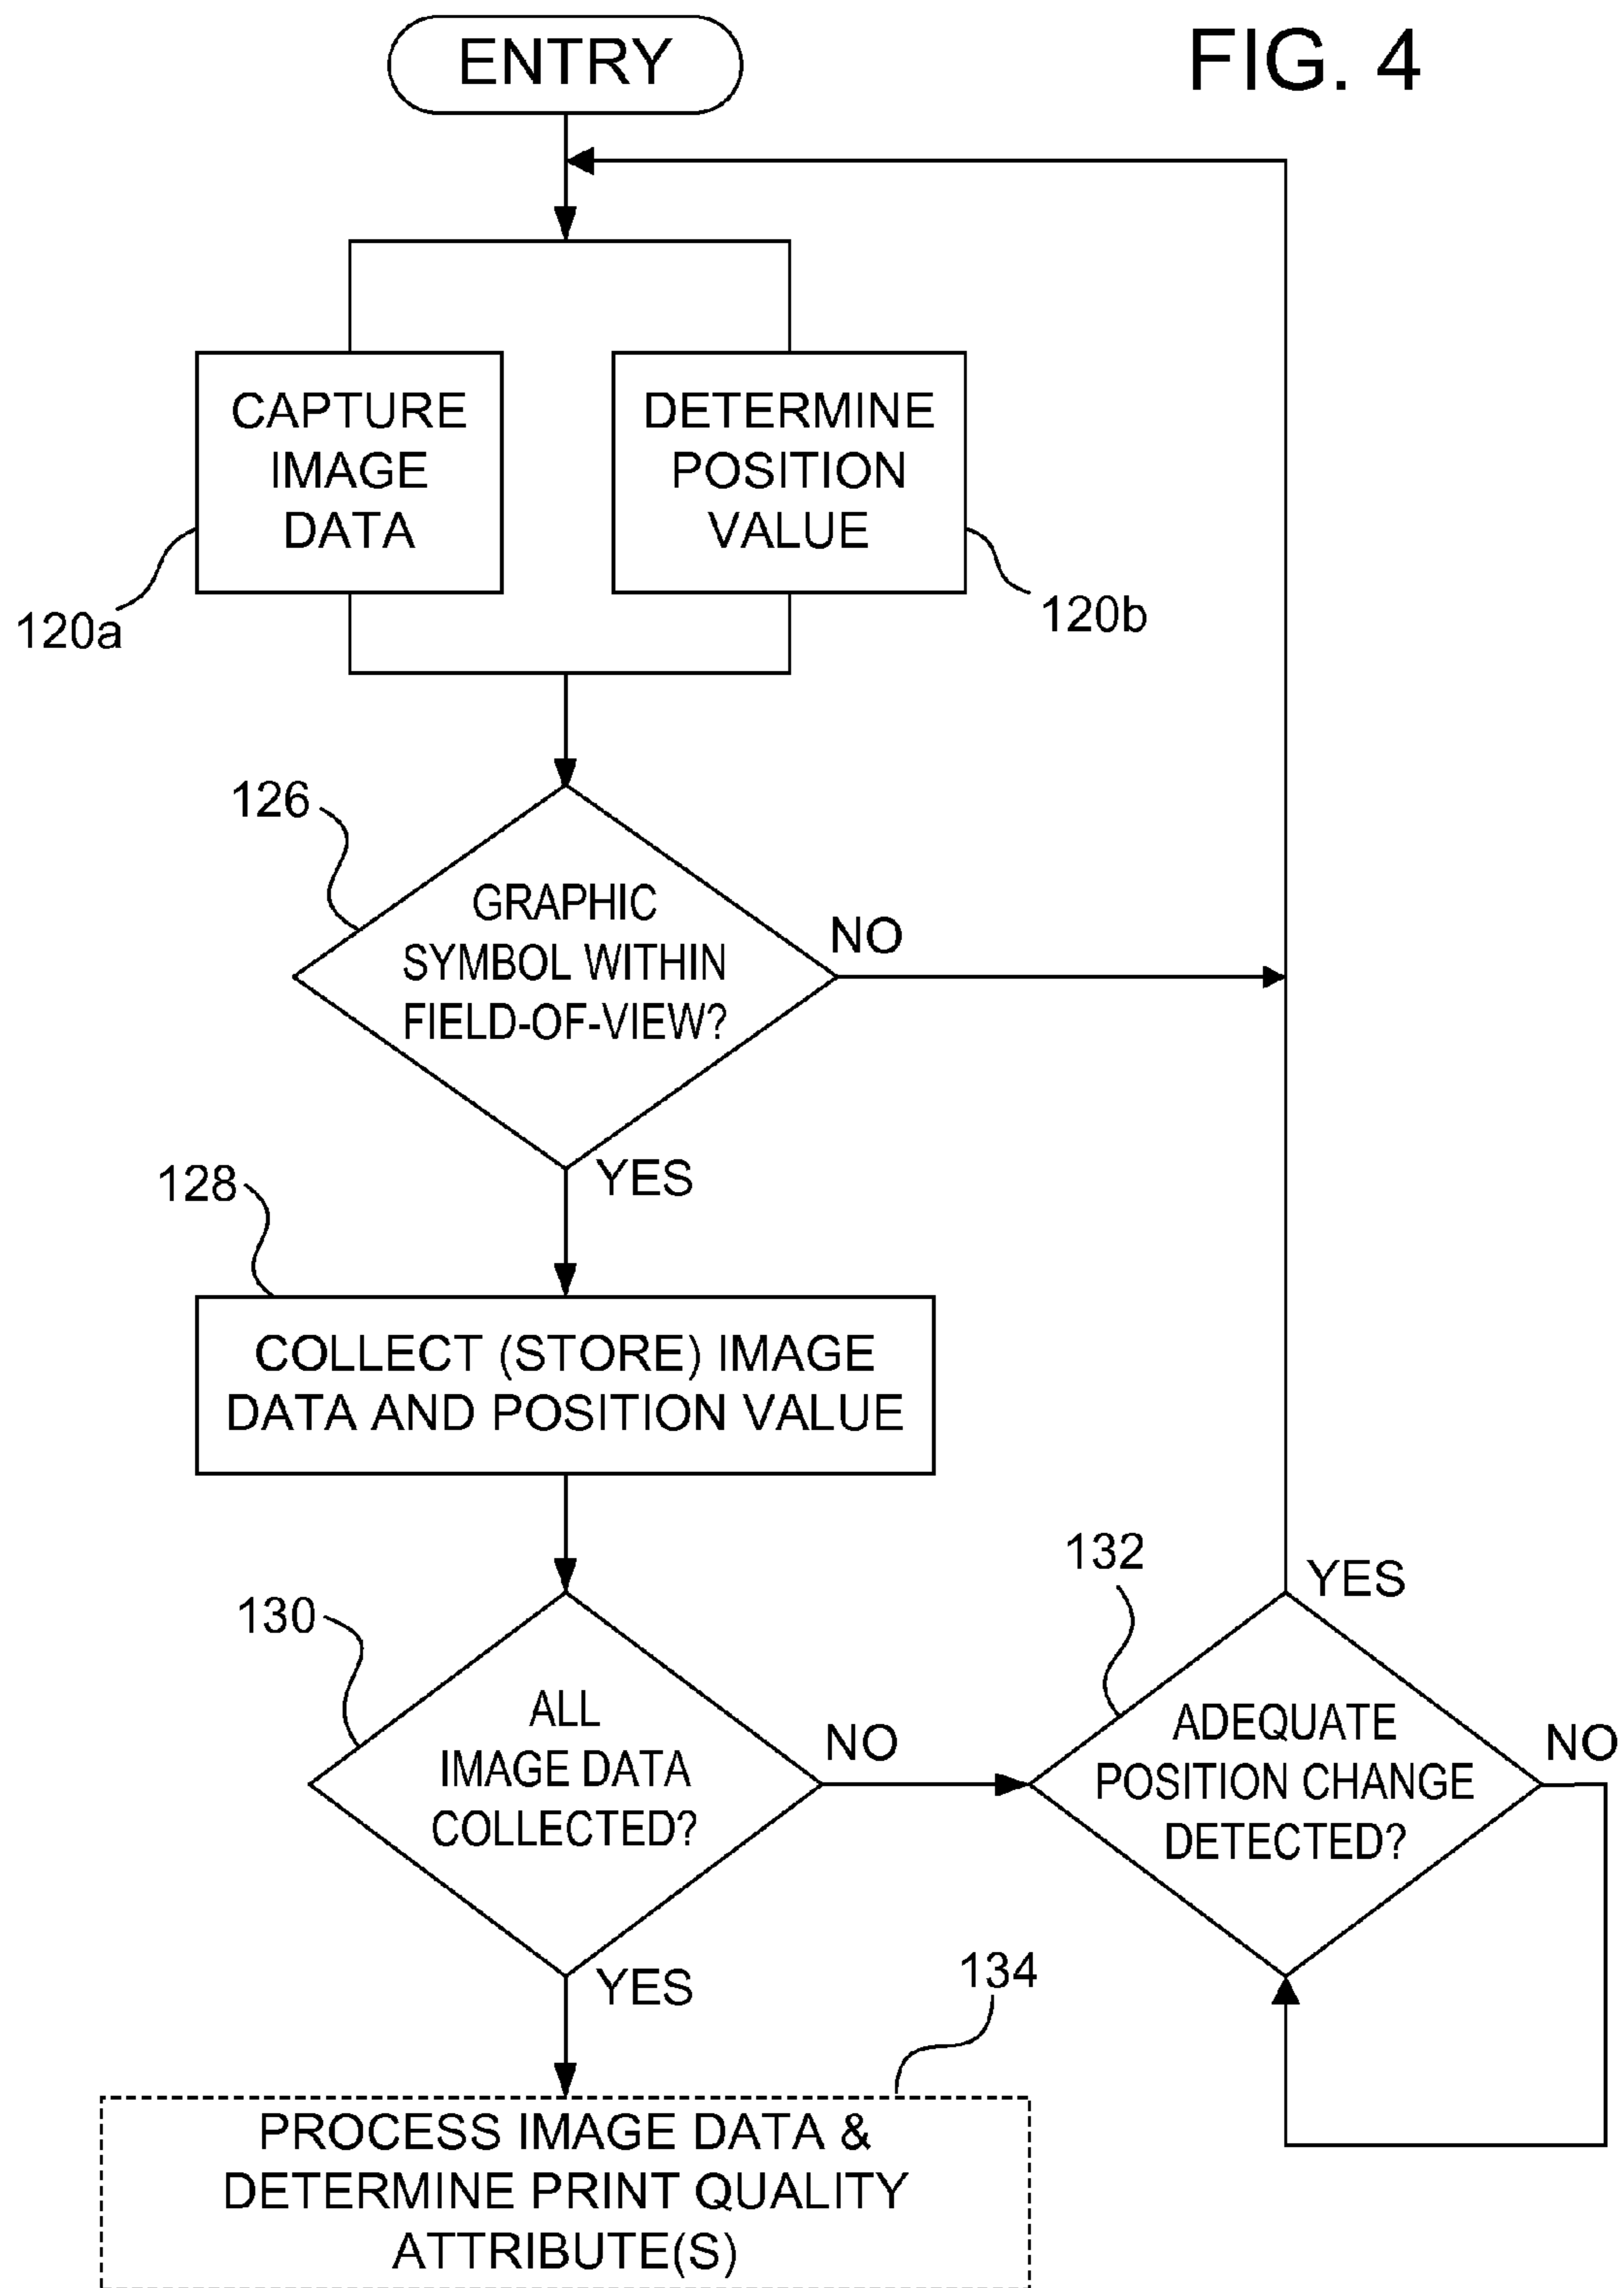 ENTRY
FIG. 4
CAPTURE
IMAGE
DATA
120a
DETERMINE
POSITION
VALUE
120b
126
GRAPHIC
SYMBOL WITHIN
FIELD-OF-VIEW?
NO
YES
128
COLLECT (STORE) IMAGE
DATA AND POSITION VALUE
130
ALL
IMAGE DATA
COLLECTED?
NO
YES
132
YES
ADEQUATE
POSITION CHANGE
DETECTED?
NO
134
PROCESS IMAGE DATA &
DETERMINE PRINT QUALITY
ATTRIBUTE(S)